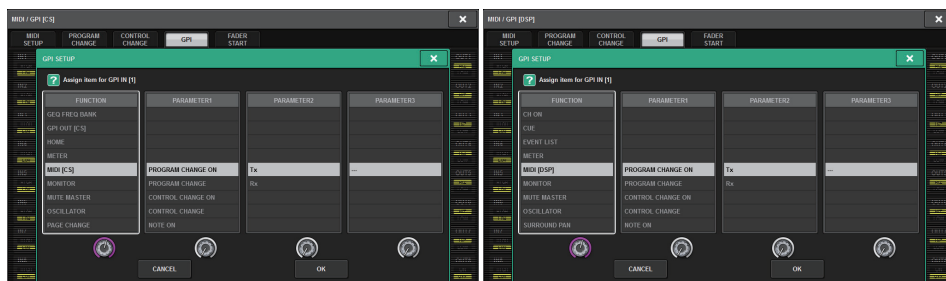 MIDI / GPI [CS]
MIDI SETUP
PROGRAM CHANGE
CONTROL CHANGE
GPI
FADER START
GPI SETUP
? Assign item for GPI IN [1]
FUNCTION PARAMETER1 PARAMETER2 PARAMETER3
GEQ FREQ BANK
GPI OUT [CS]
HOME
METER
MIDI [CS] PROGRAM CHANGE ON Tx ---
MONITOR PROGRAM CHANGE Rx
MUTE MASTER CONTROL CHANGE ON
OSCILLATOR CONTROL CHANGE
PAGE CHANGE NOTE ON
CANCEL OK
MIDI / GPI [DSP]
MIDI SETUP
PROGRAM CHANGE
CONTROL CHANGE
GPI
FADER START
GPI SETUP
? Assign item for GPI IN [1]
FUNCTION PARAMETER1 PARAMETER2 PARAMETER3
CH ON
CUE
EVENT LIST
METER
MIDI [DSP] PROGRAM CHANGE ON Tx ---
MONITOR PROGRAM CHANGE Rx
MUTE MASTER CONTROL CHANGE ON
OSCILLATOR CONTROL CHANGE
SURROUND PAN NOTE ON
CANCEL OK